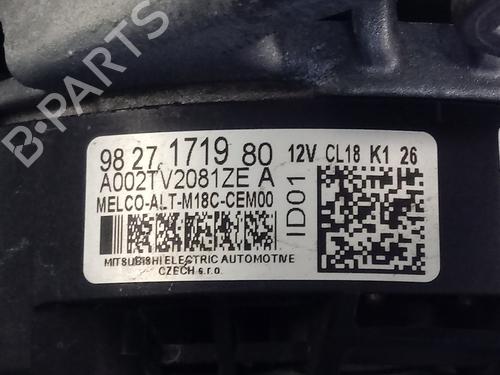 98 27 1719 80 12V CL18 K1 26
A002TV2081ZE A
MELCO-ALT-M18C-CEM00
ID01
MITSUBISHI ELECTRIC AUTOMOTIVE
CZECH s.r.o.
B-PARTS